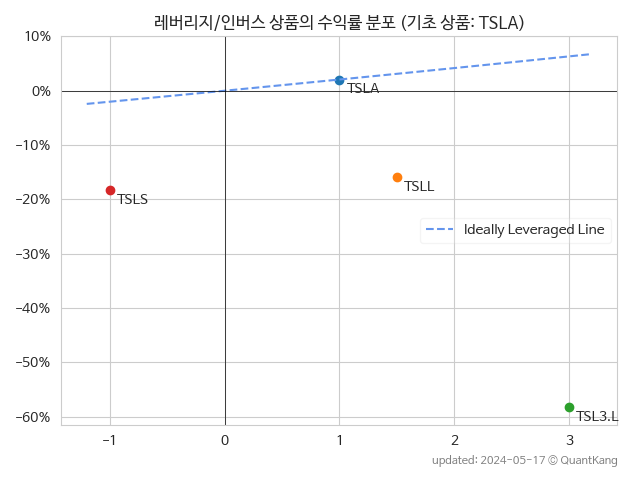 레버리지/인버스 상품의 수익률 분포 (기초 상품: TSLA)
10%
0%
−10%
−20%
−30%
−40%
−50%
−60%
TSLA
TSLL
TSLS
Ideally Leveraged Line
TSL3.L
−1 0 1 2 3
updated: 2024-05-17 © QuantKang